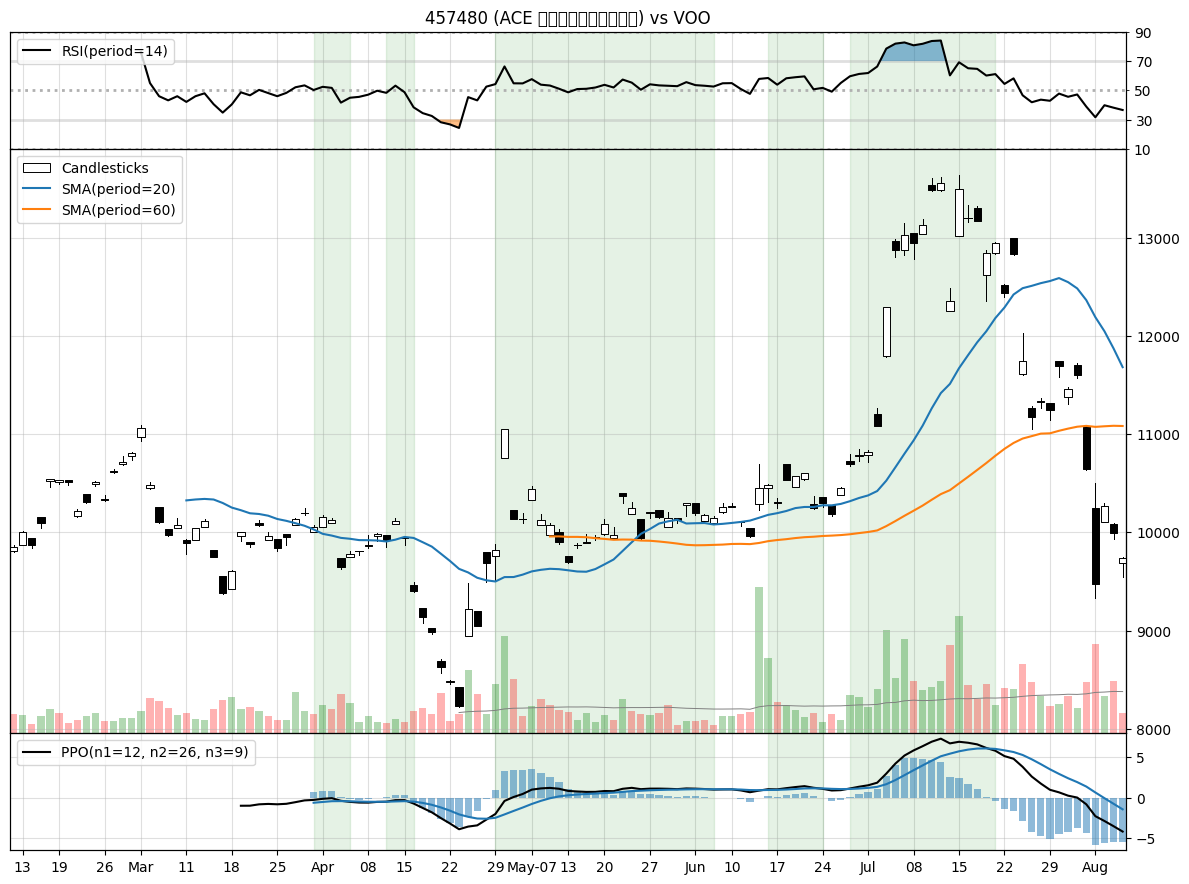 457480 (ACE ▯▯▯▯▯▯▯▯▯▯▯) vs VOO
RSI(period=14)
90
70
50
30
10
Candlesticks
SMA(period=20)
SMA(period=60)
13000
12000
11000
10000
9000
8000
PPO(n1=12, n2=26, n3=9)
5
0
−5
13 19 26 Mar 11 18 25 Apr 08 15 22 29 May-07 13 20 27 Jun 10 18 24 Jul 08 15 22 29 Aug